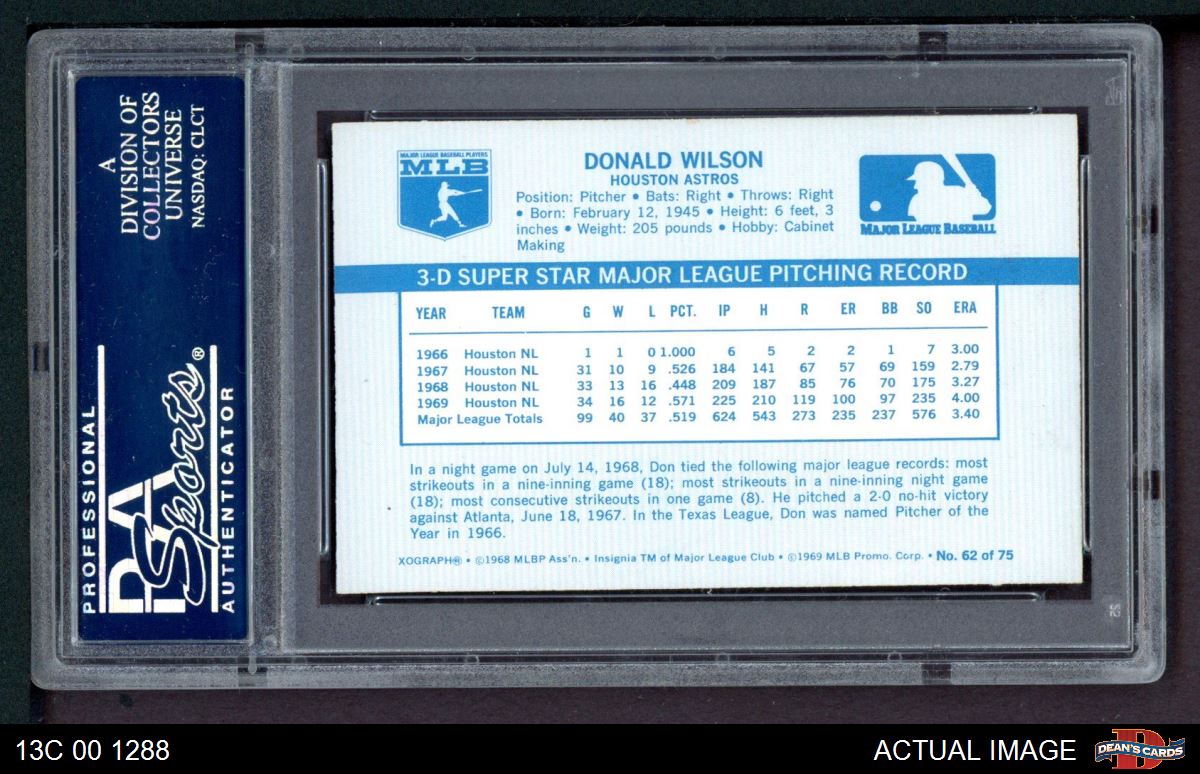 A
DIVISION OF
COLLECTORS
UNIVERSE
NASDAQ: CLCT
PROFESSIONAL
PSA
Sports®
AUTHENTICATOR
MAJOR LEAGUE BASEBALL PLAYERS
MLB
DONALD WILSON
HOUSTON ASTROS
Position: Pitcher • Bats: Right • Throws: Right
• Born: February 12, 1945 • Height: 6 feet, 3
inches • Weight: 205 pounds • Hobby: Cabinet
Making
MAJOR LEAGUE BASEBALL
3-D SUPER STAR MAJOR LEAGUE PITCHING RECORD
YEAR TEAM G W L PCT. IP H R ER BB SO ERA
1966 Houston NL 1 1 0 1.000 6 5 2 2 1 7 3.00
1967 Houston NL 31 10 9 .526 184 141 67 57 69 159 2.79
1968 Houston NL 33 13 16 .448 209 187 85 76 70 175 3.27
1969 Houston NL 34 16 12 .571 225 210 119 100 97 235 4.00
Major League Totals 99 40 37 .519 624 543 273 235 237 576 3.40
In a night game on July 14, 1968, Don tied the following major league records: most
strikeouts in a nine-inning game (18); most strikeouts in a nine-inning night game
(18); most consecutive strikeouts in one game (8). He pitched a 2-0 no-hit victory
against Atlanta, June 18, 1967. In the Texas League, Don was named Pitcher of the
Year in 1966.
XOGRAPH® • ©1968 MLBP Ass'n. • Insignia TM of Major League Club • ©1969 MLB Promo. Corp. • No. 62 of 75
13C 00 1288
ACTUAL IMAGE
DEAN'S CARDS